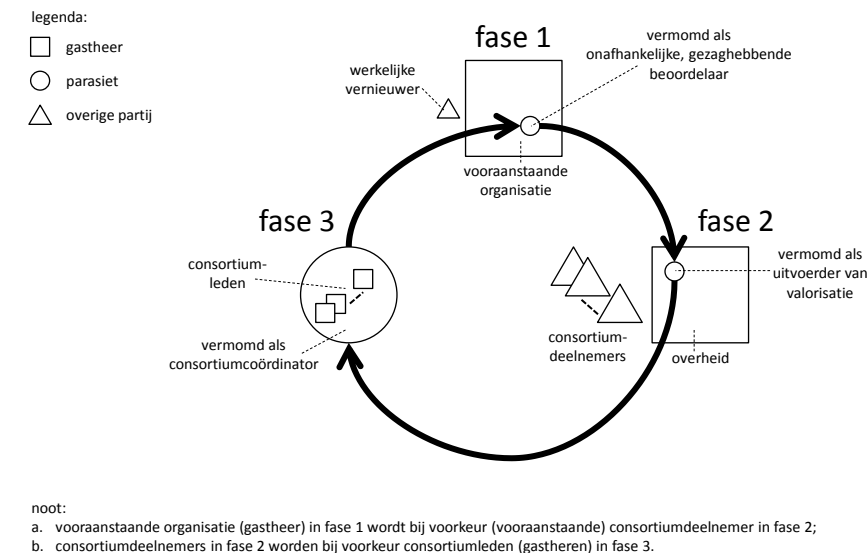 legenda:
gastheer
parasiet
overige partij
fase 1
vermomd als
onafhankelijke, gezaghebbende
beoordelaar
werkelijke
vernieuwer
vooraanstaande
organisatie
fase 2
vermomd als
uitvoerder van
valorisatie
consortium-
deelnemers
overheid
fase 3
consortium-
leden
vermomd als
consortiumcoördinator
noot:
a. vooraanstaande organisatie (gastheer) in fase 1 wordt bij voorkeur (vooraanstaande) consortiumdeelnemer in fase 2;
b. consortiumdeelnemers in fase 2 worden bij voorkeur consortiumleden (gastheren) in fase 3.